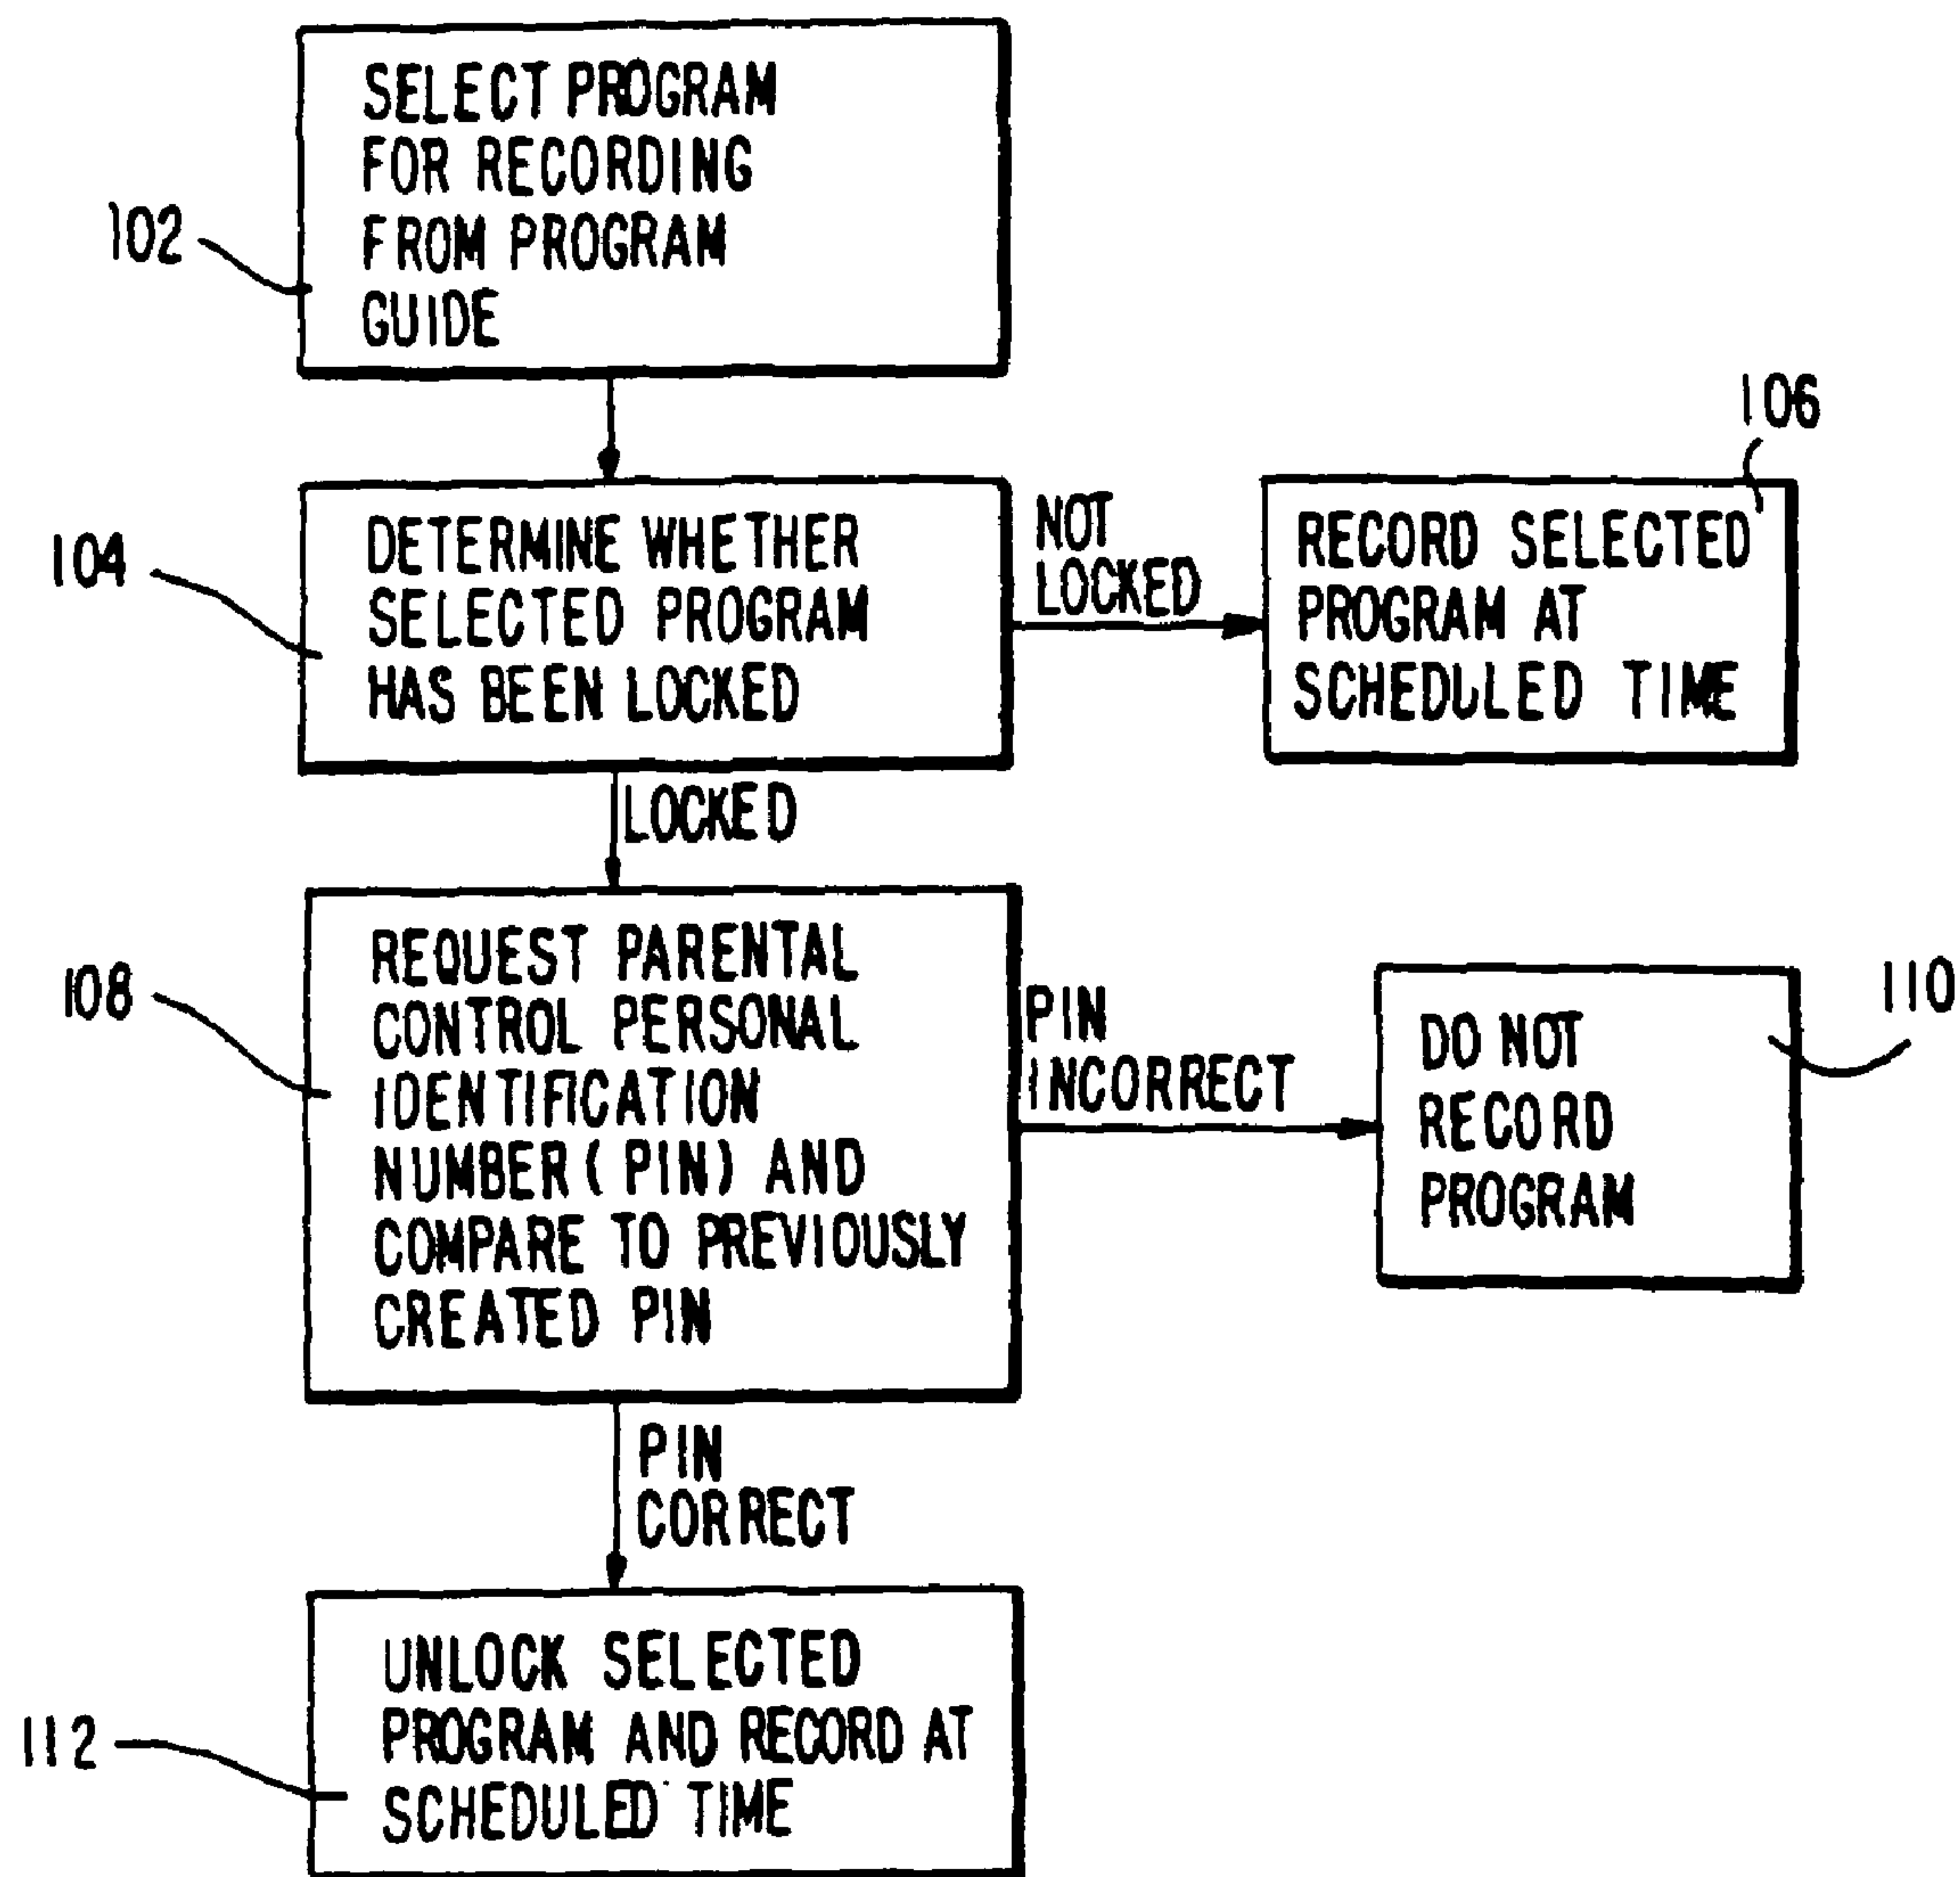 SELECT PROGRAM
FOR RECORDING
FROM PROGRAM
GUIDE
102
106
DETERMINE WHETHER
SELECTED PROGRAM
HAS BEEN LOCKED
104
NOT
LOCKED
RECORD SELECTED
PROGRAM AT
SCHEDULED TIME
LOCKED
REQUEST PARENTAL
CONTROL PERSONAL
IDENTIFICATION
NUMBER (PIN) AND
COMPARE TO PREVIOUSLY
CREATED PIN
108
PIN
INCORRECT
DO NOT
RECORD
PROGRAM
110
PIN
CORRECT
UNLOCK SELECTED
PROGRAM AND RECORD AT
SCHEDULED TIME
112